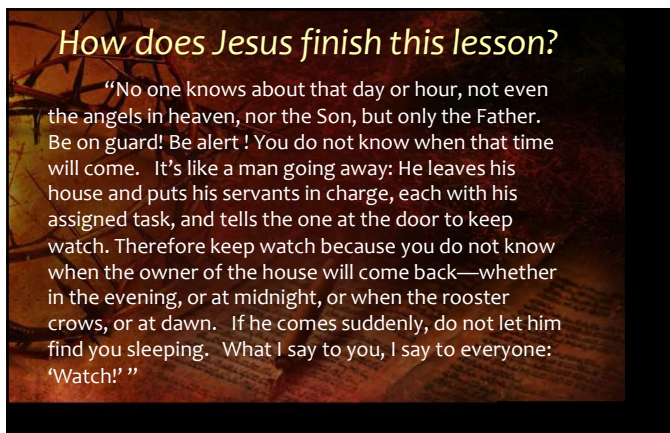 How does Jesus finish this lesson?
“No one knows about that day or hour, not even
the angels in heaven, nor the Son, but only the Father.
Be on guard! Be alert ! You do not know when that time
will come.   It’s like a man going away: He leaves his
house and puts his servants in charge, each with his
assigned task, and tells the one at the door to keep
watch. Therefore keep watch because you do not know
when the owner of the house will come back—whether
in the evening, or at midnight, or when the rooster
crows, or at dawn.   If he comes suddenly, do not let him
find you sleeping.   What I say to you, I say to everyone:
‘Watch!’ ”